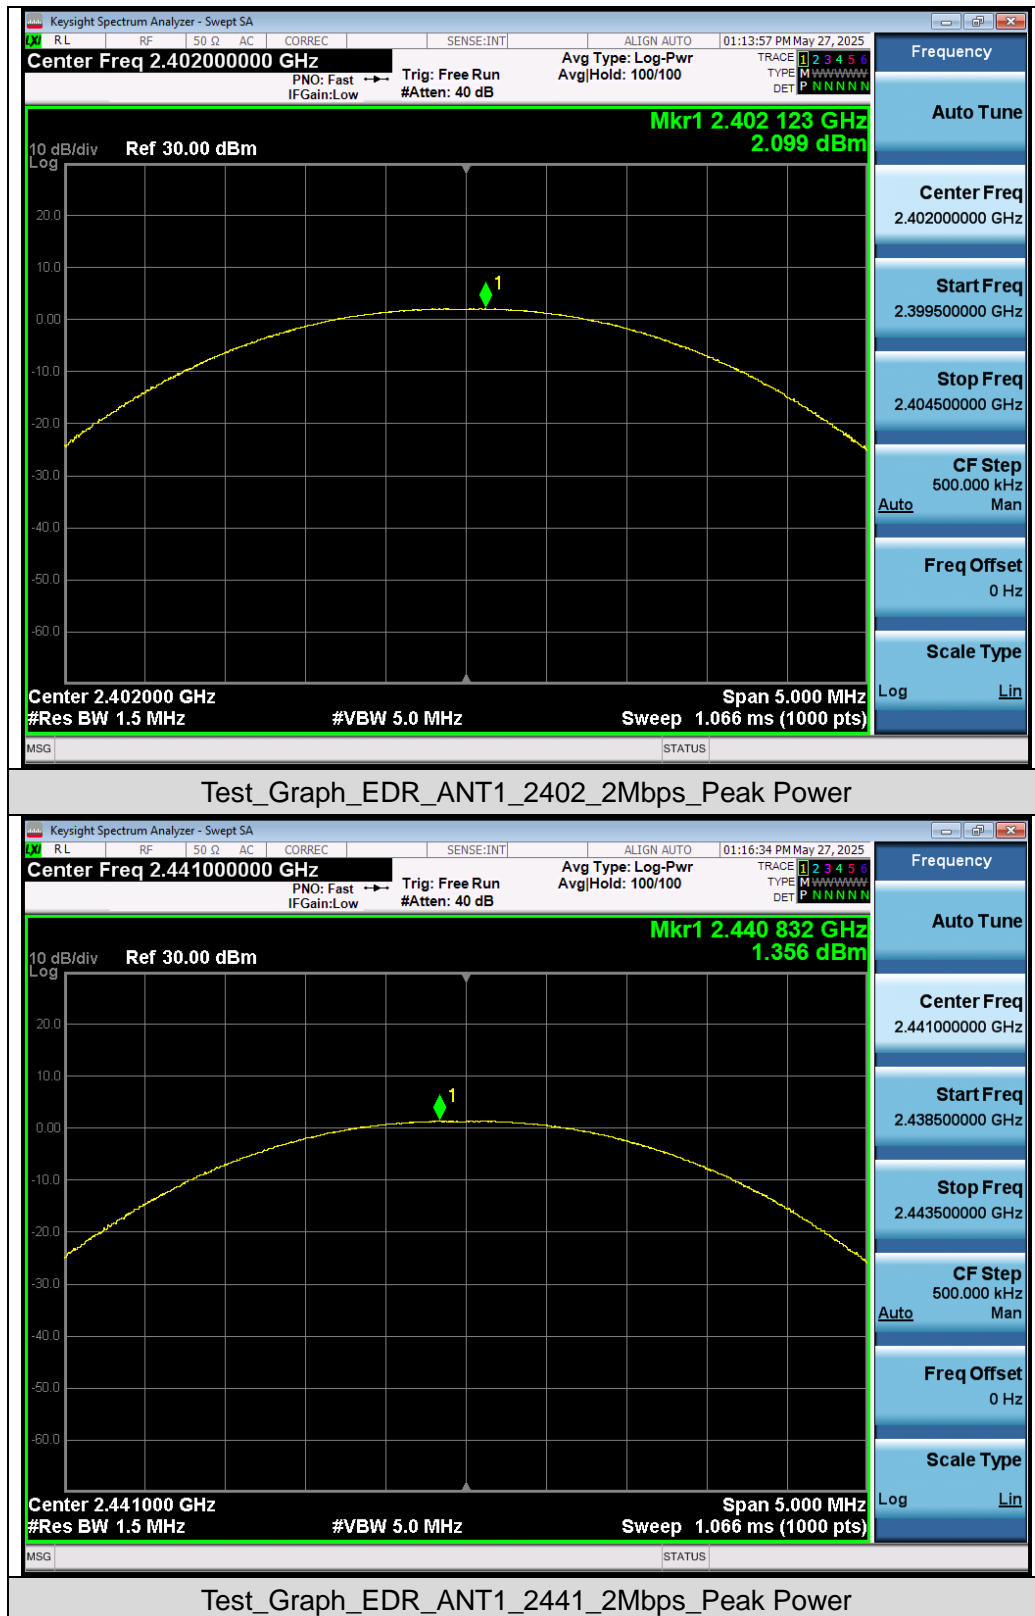 Keysight Spectrum Analyzer - Swept SA
LXI RL RF 50 Ω AC CORREC SENSE:INT ALIGN AUTO 01:13:57 PM May 27, 2025
Center Freq 2.402000000 GHz
PNO: Fast
IFGain:Low
Trig: Free Run
#Atten: 40 dB
Avg Type: Log-Pwr
Avg|Hold: 100/100
TRACE 1 2 3 4 5 6
TYPE M WWWWW
DET P N N N N N
Mkr1 2.402 123 GHz
2.099 dBm
10 dB/div Ref 30.00 dBm
Log
20.0
10.0
1
0.00
-10.0
-20.0
-30.0
-40.0
-50.0
-60.0
Center 2.402000 GHz Span 5.000 MHz
#Res BW 1.5 MHz #VBW 5.0 MHz Sweep 1.066 ms (1000 pts)
MSG STATUS
Frequency
Auto Tune
Center Freq
2.402000000 GHz
Start Freq
2.399500000 GHz
Stop Freq
2.404500000 GHz
CF Step
500.000 kHz
Auto Man
Freq Offset
0 Hz
Scale Type
Log Lin
Test_Graph_EDR_ANT1_2402_2Mbps_Peak Power
Keysight Spectrum Analyzer - Swept SA
LXI RL RF 50 Ω AC CORREC SENSE:INT ALIGN AUTO 01:16:34 PM May 27, 2025
Center Freq 2.441000000 GHz
PNO: Fast
IFGain:Low
Trig: Free Run
#Atten: 40 dB
Avg Type: Log-Pwr
Avg|Hold: 100/100
TRACE 1 2 3 4 5 6
TYPE M WWWWW
DET P N N N N N
Mkr1 2.440 832 GHz
1.356 dBm
10 dB/div Ref 30.00 dBm
Log
20.0
10.0
1
0.00
-10.0
-20.0
-30.0
-40.0
-50.0
-60.0
Center 2.441000 GHz Span 5.000 MHz
#Res BW 1.5 MHz #VBW 5.0 MHz Sweep 1.066 ms (1000 pts)
MSG STATUS
Frequency
Auto Tune
Center Freq
2.441000000 GHz
Start Freq
2.438500000 GHz
Stop Freq
2.443500000 GHz
CF Step
500.000 kHz
Auto Man
Freq Offset
0 Hz
Scale Type
Log Lin
Test_Graph_EDR_ANT1_2441_2Mbps_Peak Power